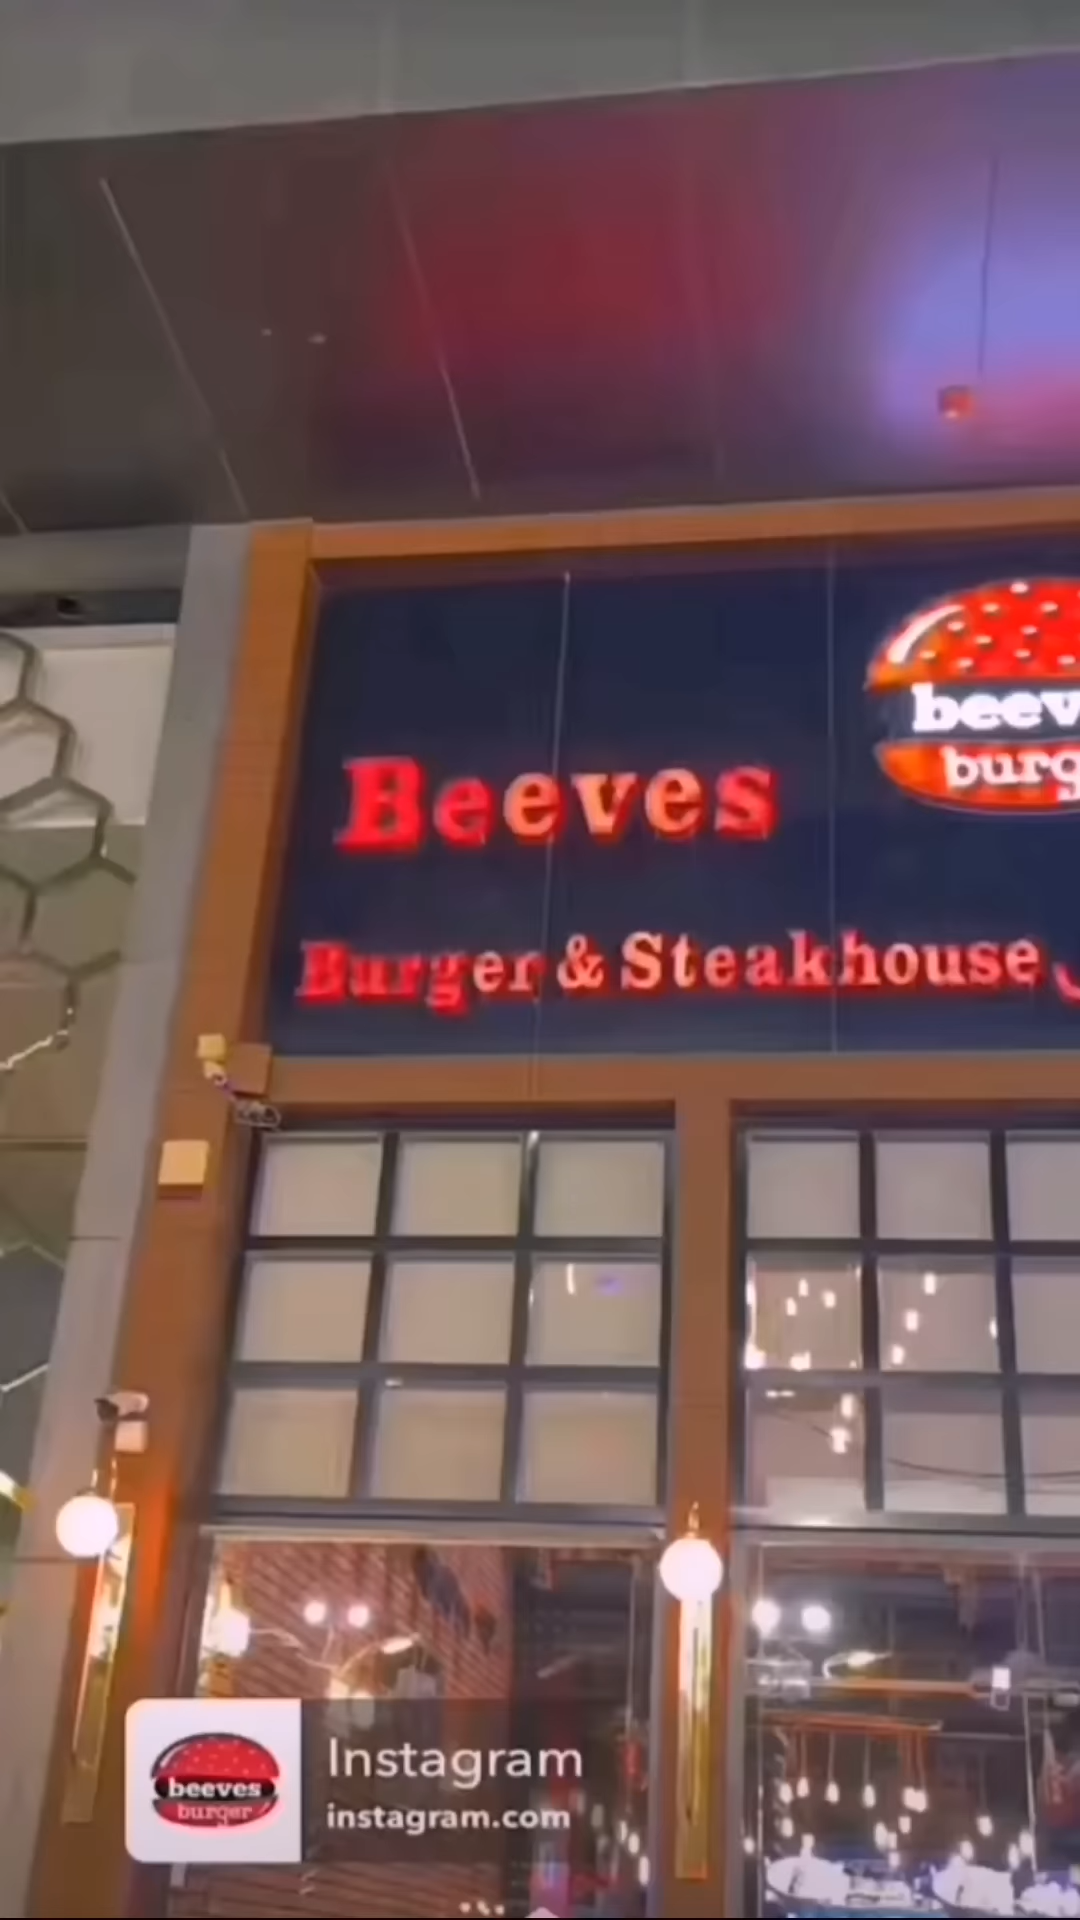 Beeves
Burger & Steakhouse
beev
burg
Instagram
instagram.com
beeves
burger